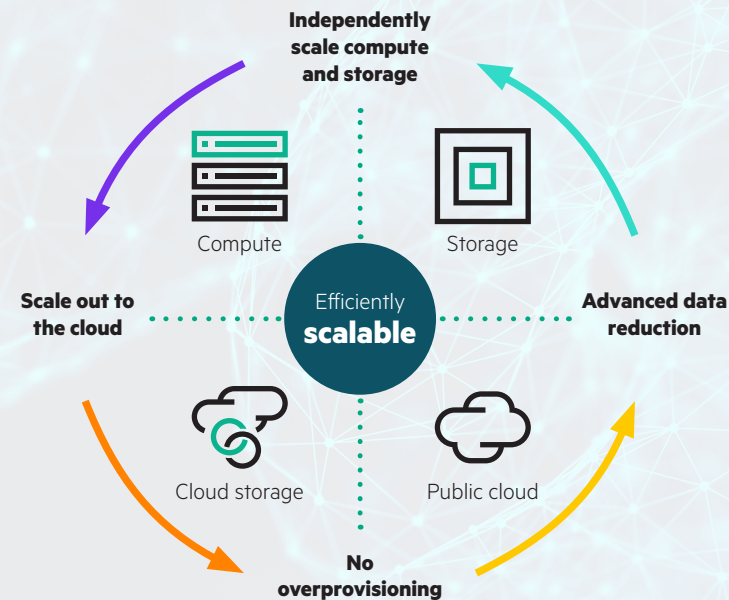 Independently
scale compute
and storage
Compute
Storage
Scale out to
the cloud
Efficiently
scalable
Advanced data
reduction
Cloud storage
Public cloud
No
overprovisioning